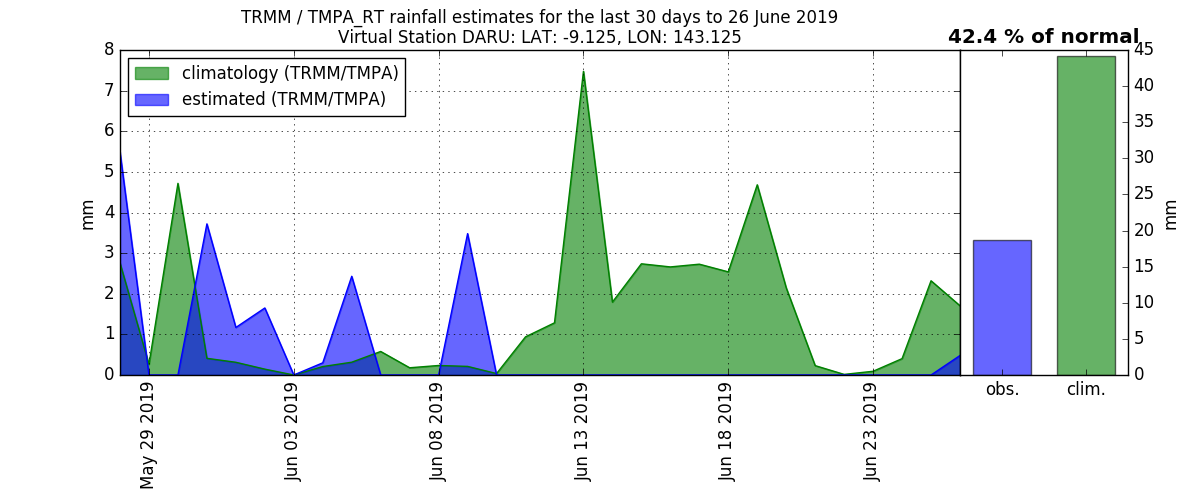 TRMM / TMPA_RT rainfall estimates for the last 30 days to 26 June 2019
Virtual Station DARU: LAT: -9.125, LON: 143.125
42.4 % of normal
climatology (TRMM/TMPA)
estimated (TRMM/TMPA)
mm
8
7
6
5
4
3
2
1
0
May 29 2019
Jun 03 2019
Jun 08 2019
Jun 13 2019
Jun 18 2019
Jun 23 2019
obs.
clim.
45
40
35
30
25
20
15
10
5
0
mm